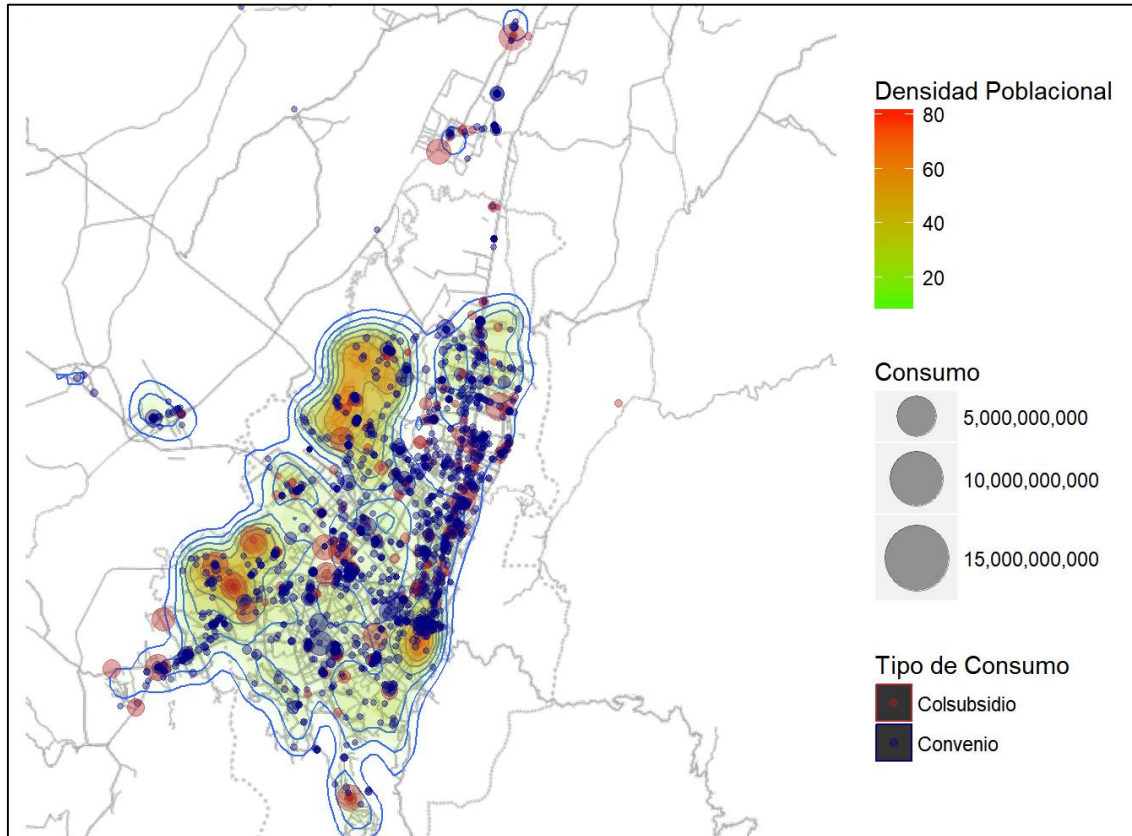 Densidad Poblacional
80
60
40
20
Consumo
5,000,000,000
10,000,000,000
15,000,000,000
Tipo de Consumo
Colsubsidio
Convenio